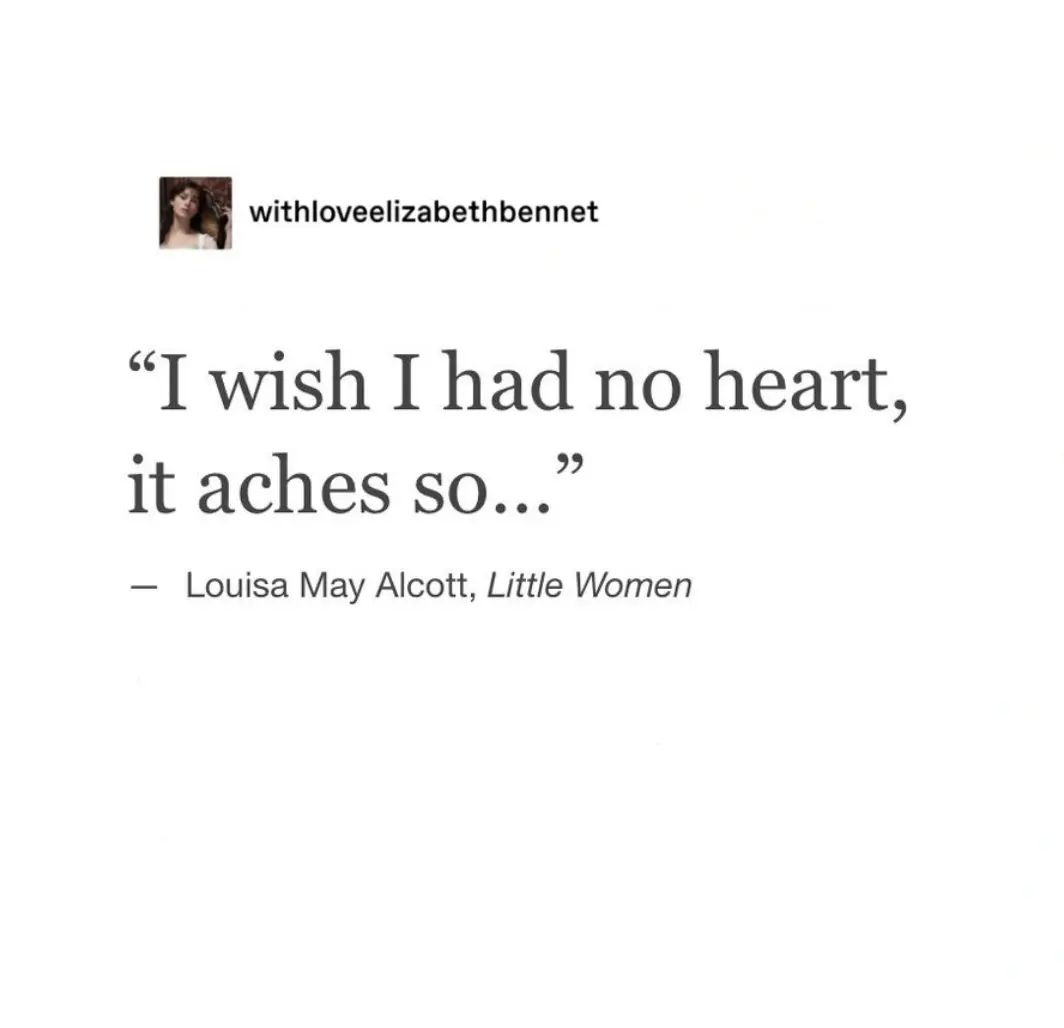 withloveelizabethbennet
“I wish I had no heart,
it aches so...”
— Louisa May Alcott, Little Women